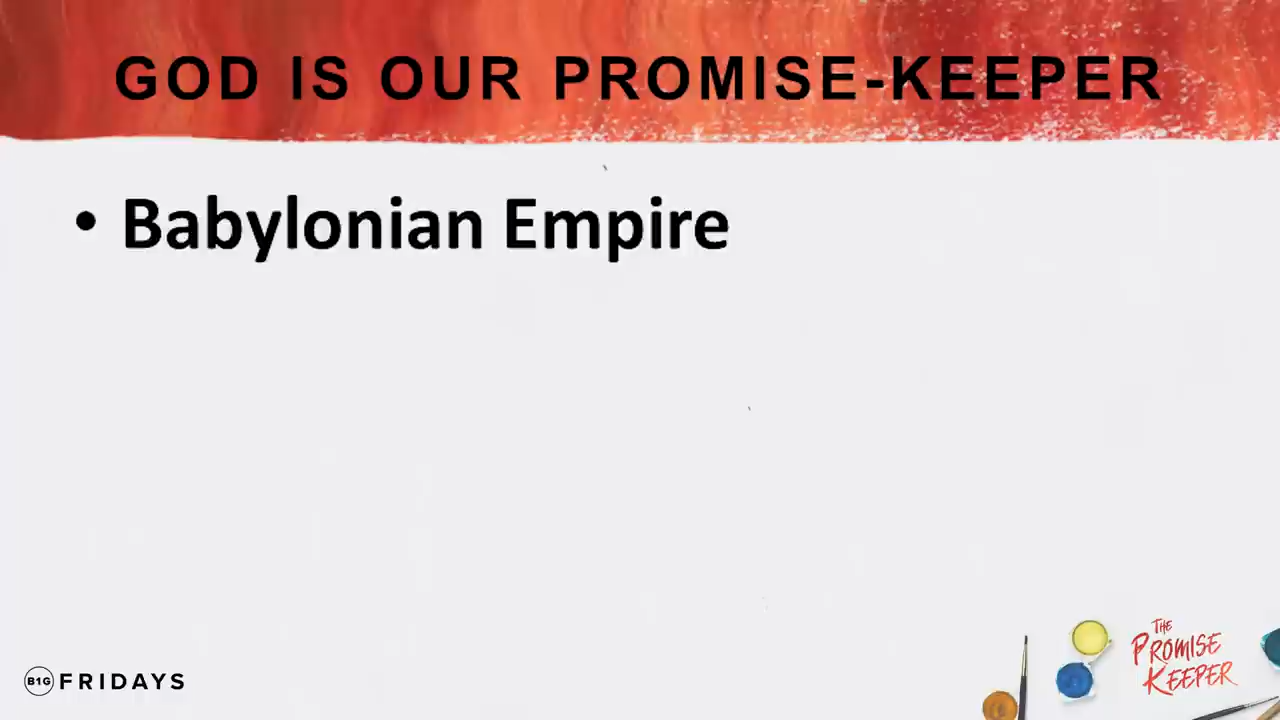 GOD IS OUR PROMISE-KEEPER
• Babylonian Empire
THE
PROMISE
KEEPER
B1G FRIDAYS